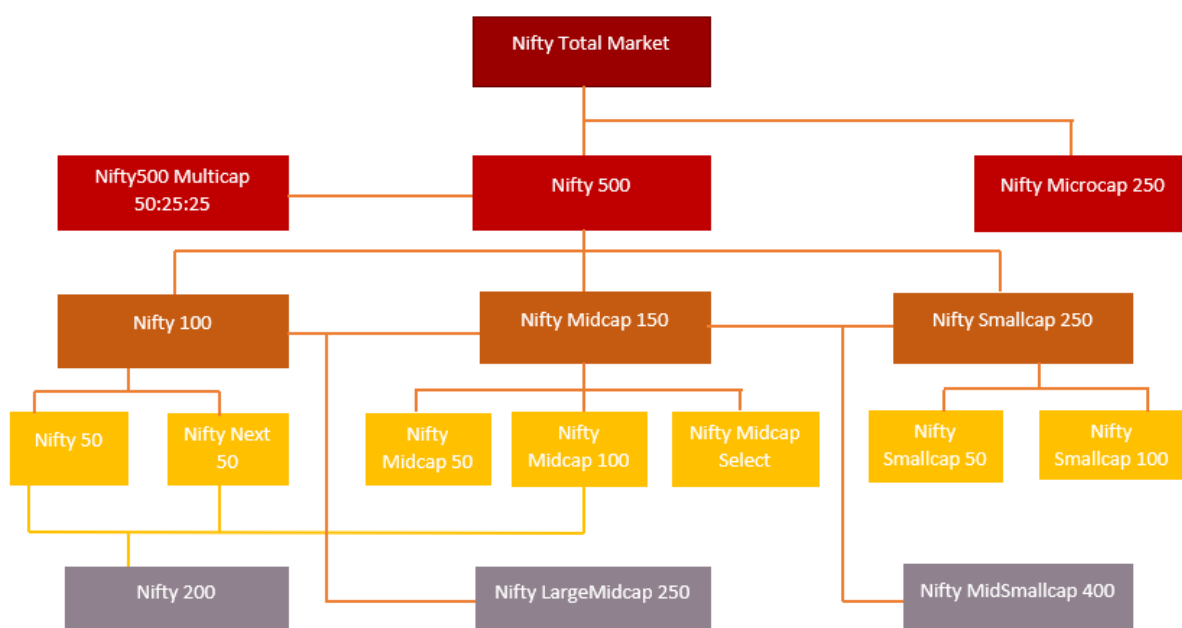 Nifty Total Market
Nifty500 Multicap
50:25:25
Nifty 500
Nifty Microcap 250
Nifty 100
Nifty Midcap 150
Nifty Smallcap 250
Nifty 50
Nifty Next
50
Nifty
Midcap 50
Nifty
Midcap 100
Nifty Midcap
Select
Nifty
Smallcap 50
Nifty
Smallcap 100
Nifty 200
Nifty LargeMidcap 250
Nifty MidSmallcap 400